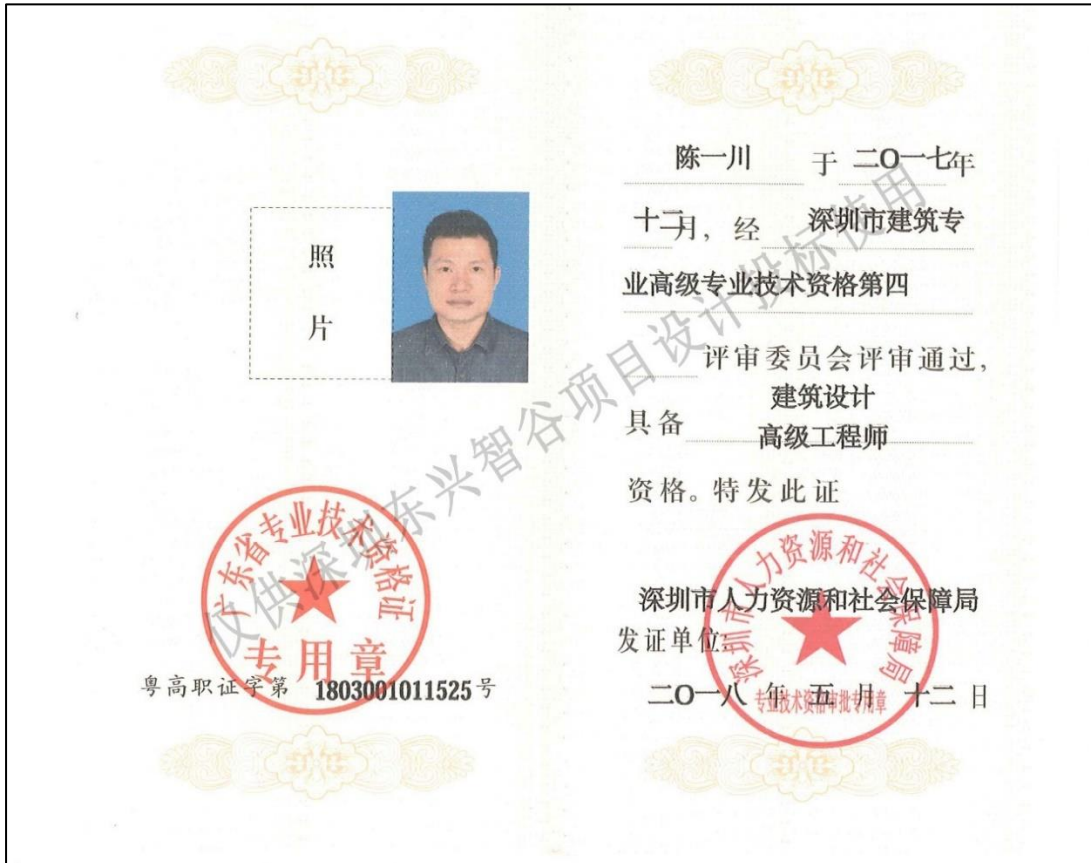 照
片
广东省专业技术资格证
专用章
粤高职证字第 1803001011525 号
陈一川 于 二O一七年
十二月，经 深圳市建筑专
业高级专业技术资格第四
评审委员会评审通过，
建筑设计
具备
高级工程师
资格。特发此证
深圳市人力资源和社会保障局
发证单位：
二O一八 年 五 月 十二 日
深圳市人力资源和社会保障局
专业技术资格审批专用章
仅供深圳东兴智谷项目设计投标使用